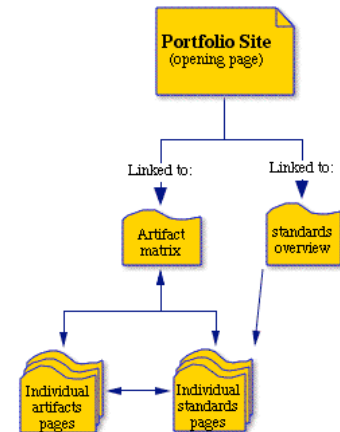 Portfolio Site
(opening page)
Linked to:
Linked to:
Artifact
matrix
standards
overview
Individual
artifacts
pages
Individual
standards
pages